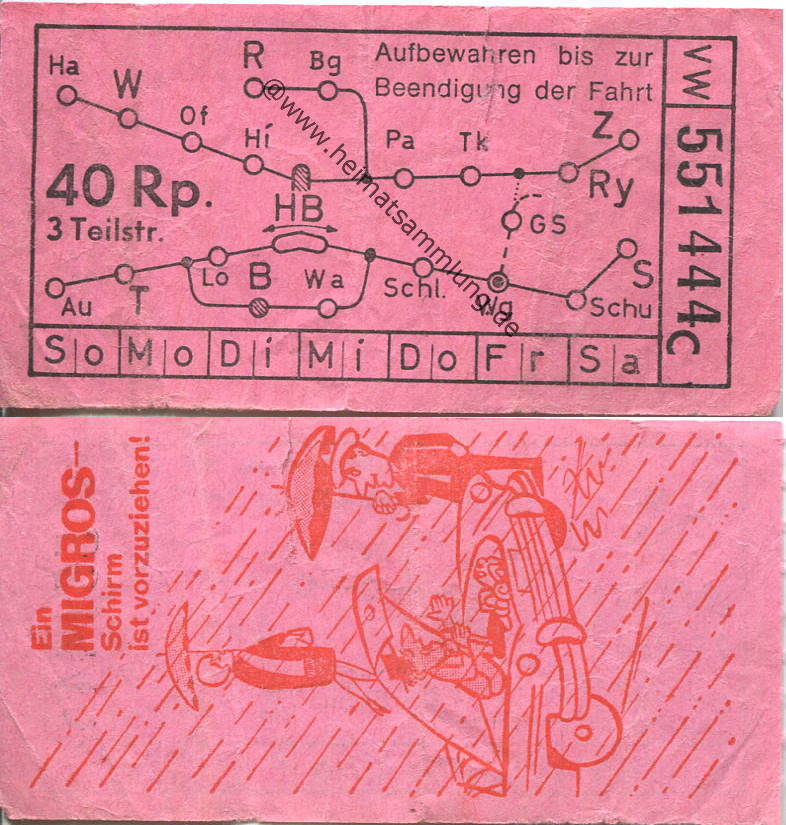 Aufbewahren bis zur
Beendigung der Fahrt
Ha
W
Of
Hi
R
Bg
Pa
Tk
Z
Ry
GS
40 Rp.
3 Teilstr.
HB
Au
T
Lo
B
Wa
Schl.
Wg
Schu
S
So Mo Di Mi Do Fr Sa
VW
551444c
@www.heimatsammlung.de
Ein
MIGROS-
Schirm
ist vorzuziehen!